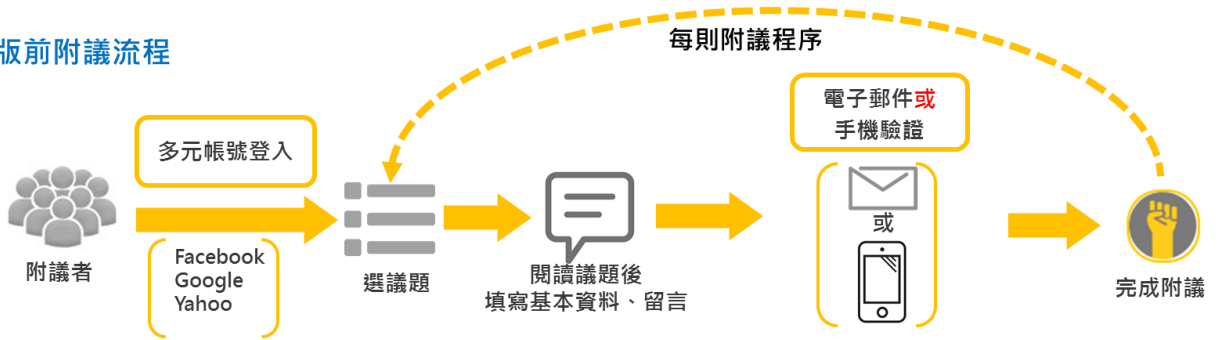 版前附議流程
每則附議程序
電子郵件或
手機驗證
多元帳號登入
或
Facebook
Google
Yahoo
附議者
選議題
閱讀議題後
填寫基本資料、留言
完成附議